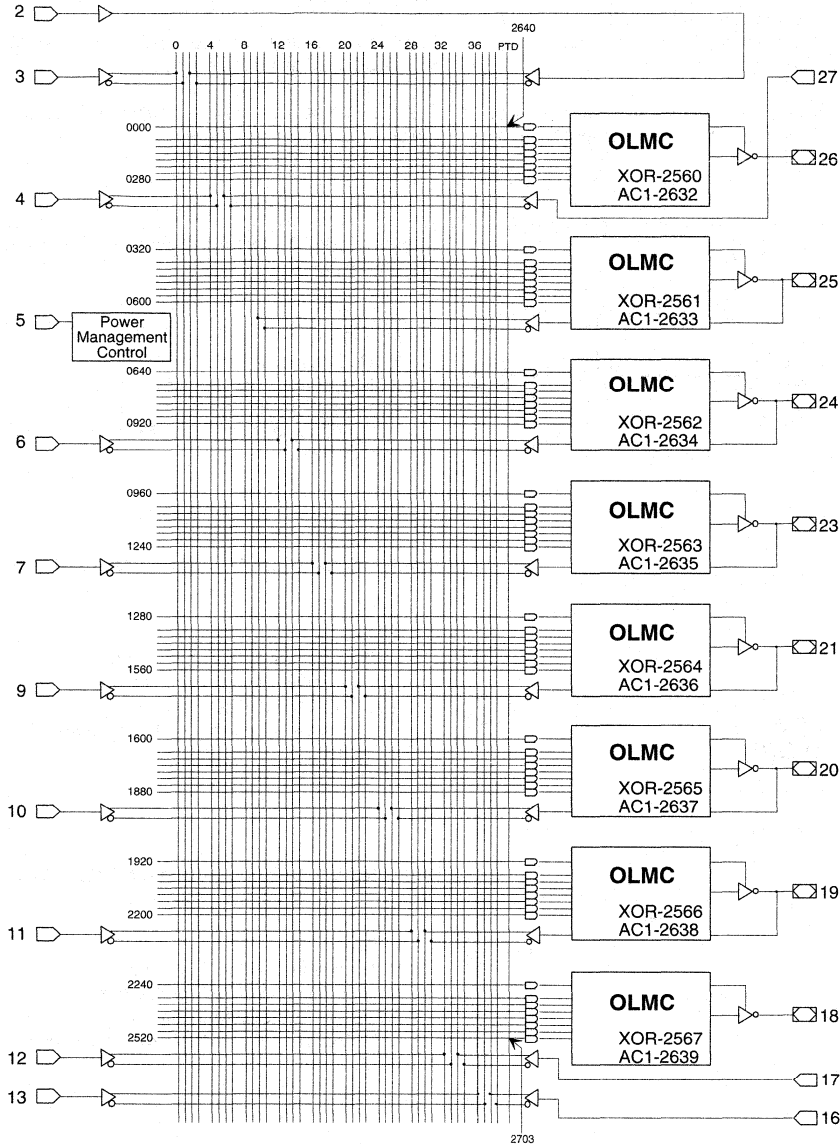 2
2640
0 4 8 12 16 20 24 28 32 36 PTD
3
27
0000
OLMC
26
XOR-2560
0280
AC1-2632
4
0320
OLMC
25
XOR-2561
0600
AC1-2633
5
Power
Management
Control
0640
OLMC
24
XOR-2562
0920
AC1-2634
6
0960
OLMC
23
XOR-2563
1240
AC1-2635
7
1280
OLMC
21
XOR-2564
1560
AC1-2636
9
1600
OLMC
20
XOR-2565
1880
AC1-2637
10
1920
OLMC
19
XOR-2566
2200
AC1-2638
11
2240
OLMC
18
XOR-2567
2520
AC1-2639
12
17
13
16
2703